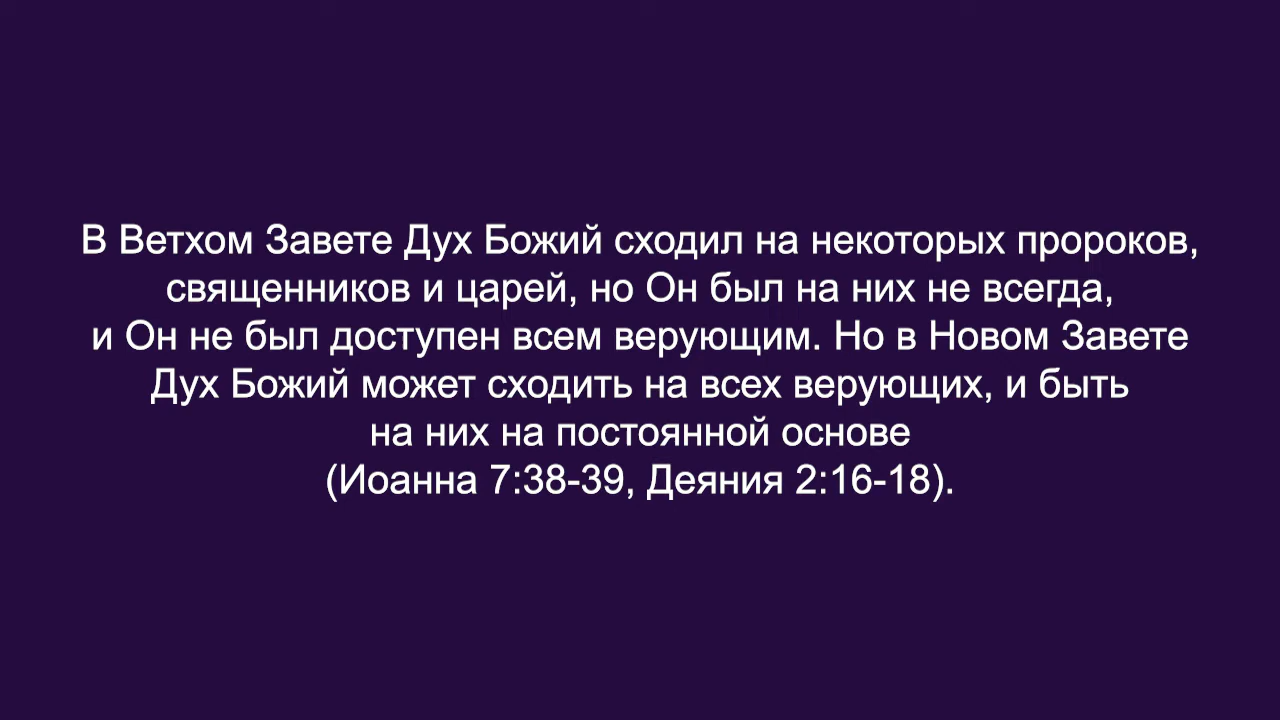 В Ветхом Завете Дух Божий сходил на некоторых пророков,
священников и царей, но Он был на них не всегда,
и Он не был доступен всем верующим. Но в Новом Завете
Дух Божий может сходить на всех верующих, и быть
на них на постоянной основе
(Иоанна 7:38-39, Деяния 2:16-18).